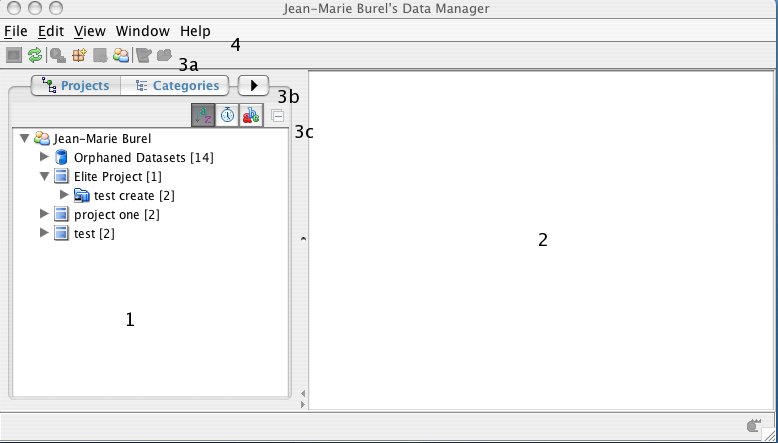 Jean-Marie Burel's Data Manager
File Edit View Window Help
4
3a
Projects Categories
3b
3c
Jean-Marie Burel
Orphaned Datasets [14]
Elite Project [1]
test create [2]
project one [2]
test [2]
2
1